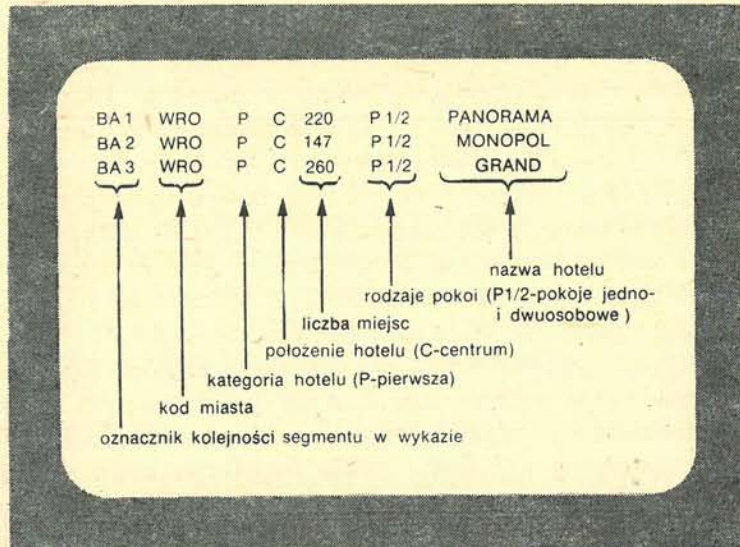 BA 1 WRO P C 220 P 1/2 PANORAMA
BA 2 WRO P C 147 P 1/2 MONOPOL
BA 3 WRO P C 260 P 1/2 GRAND
nazwa hotelu
rodzaje pokoi (P1/2-pokoje jedno-
i dwuosobowe)
liczba miejsc
położenie hotelu (C-centrum)
kategoria hotelu (P-pierwsza)
kod miasta
oznacznik kolejności segmentu w wykazie